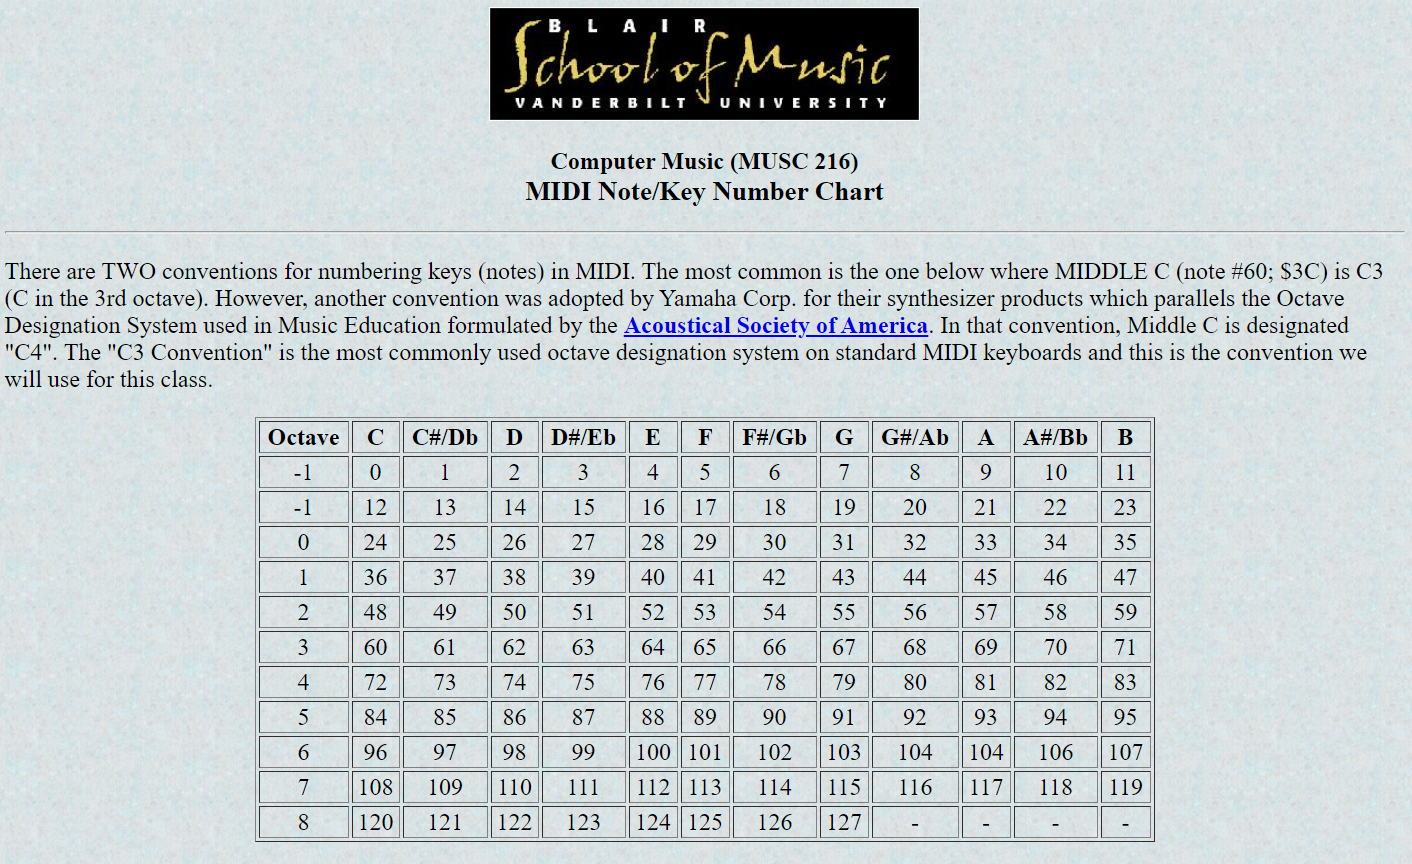 BLAIR
School of Music
VANDERBILT UNIVERSITY
Computer Music (MUSC 216)
MIDI Note/Key Number Chart
There are TWO conventions for numbering keys (notes) in MIDI. The most common is the one below where MIDDLE C (note #60; $3C) is C3
(C in the 3rd octave). However, another convention was adopted by Yamaha Corp. for their synthesizer products which parallels the Octave
Designation System used in Music Education formulated by the Acoustical Society of America. In that convention, Middle C is designated
"C4". The "C3 Convention" is the most commonly used octave designation system on standard MIDI keyboards and this is the convention we
will use for this class.
Octave C C#/Db D D#/Eb E F F#/Gb G G#/Ab A A#/Bb B
-1 0 1 2 3 4 5 6 7 8 9 10 11
-1 12 13 14 15 16 17 18 19 20 21 22 23
0 24 25 26 27 28 29 30 31 32 33 34 35
1 36 37 38 39 40 41 42 43 44 45 46 47
2 48 49 50 51 52 53 54 55 56 57 58 59
3 60 61 62 63 64 65 66 67 68 69 70 71
4 72 73 74 75 76 77 78 79 80 81 82 83
5 84 85 86 87 88 89 90 91 92 93 94 95
6 96 97 98 99 100 101 102 103 104 104 106 107
7 108 109 110 111 112 113 114 115 116 117 118 119
8 120 121 122 123 124 125 126 127 - - - -